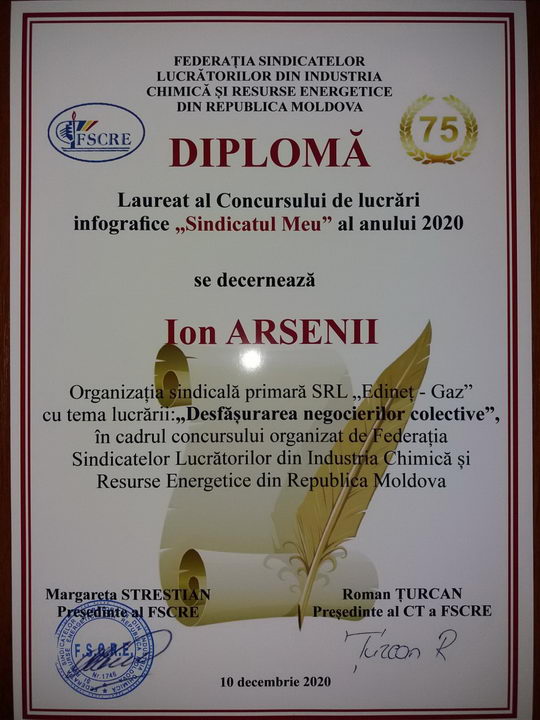 FEDERAȚIA SINDICATELOR
LUCRĂTORILOR DIN INDUSTRIA
CHIMICĂ ȘI RESURSE ENERGETICE
DIN REPUBLICA MOLDOVA
FSCRE
75
DIPLOMĂ
Laureat al Concursului de lucrări
infografice „Sindicatul Meu” al anului 2020
se decernează
Ion ARSENII
Organizația sindicală primară SRL „Edineț - Gaz”
cu tema lucrării:„Desfășurarea negocierilor colective”,
în cadrul concursului organizat de Federația
Sindicatelor Lucrătorilor din Industria Chimică și
Resurse Energetice din Republica Moldova
Margareta STRESTIAN
Președinte al FSCRE
Roman ȚURCAN
Președinte al CT a FSCRE
F.S.C.R.E.
Țurcan R
10 decembrie 2020